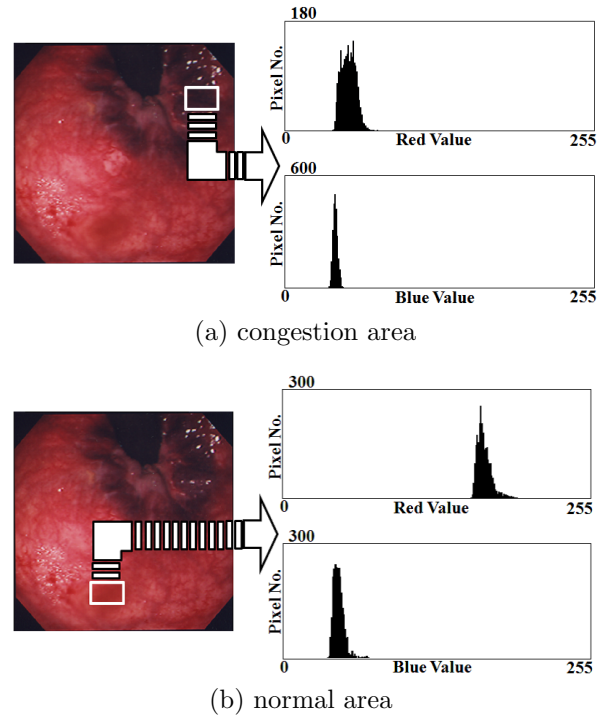 180
Pixel No.
0
Red Value
255
600
Pixel No.
0
Blue Value
255
(a) congestion area
300
Pixel No.
0
Red Value
255
300
Pixel No.
0
Blue Value
255
(b) normal area